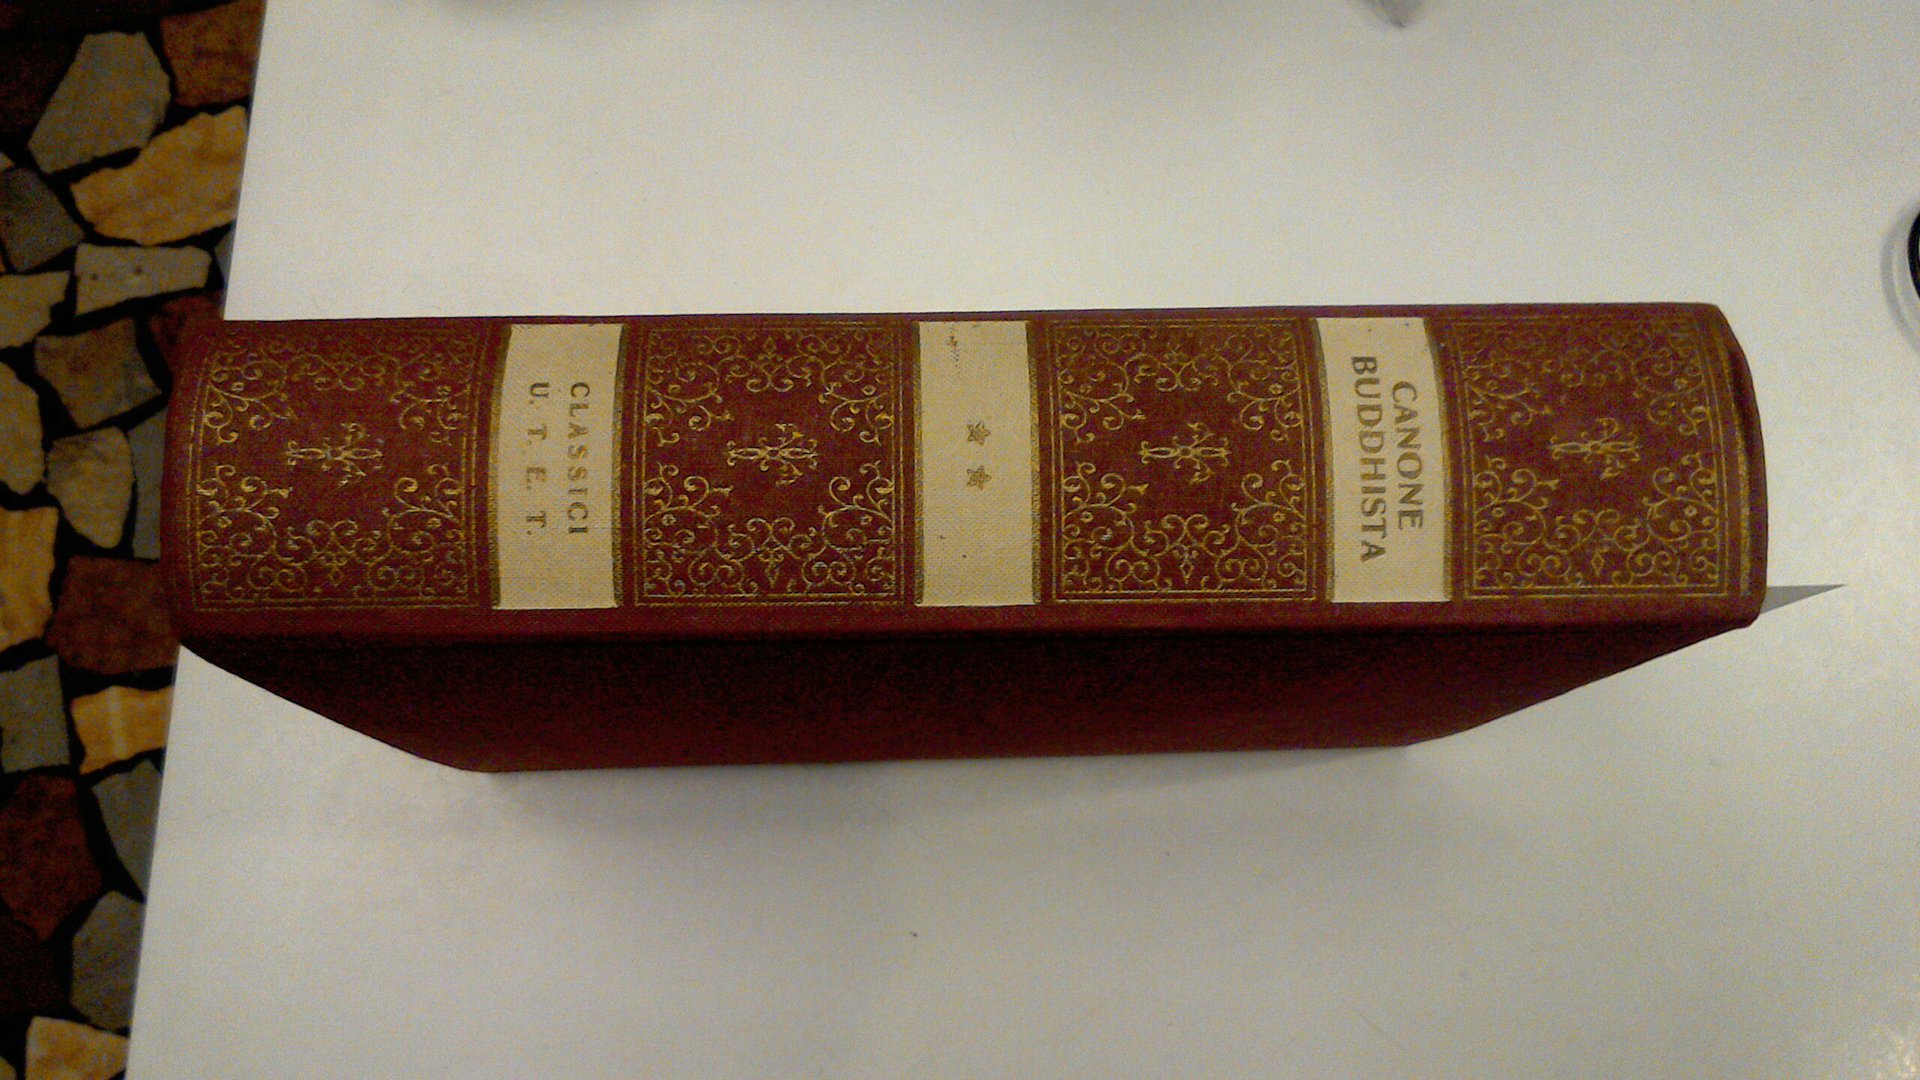 CANONE
BUDDHISTA
CLASSICI
U. T. E. T.